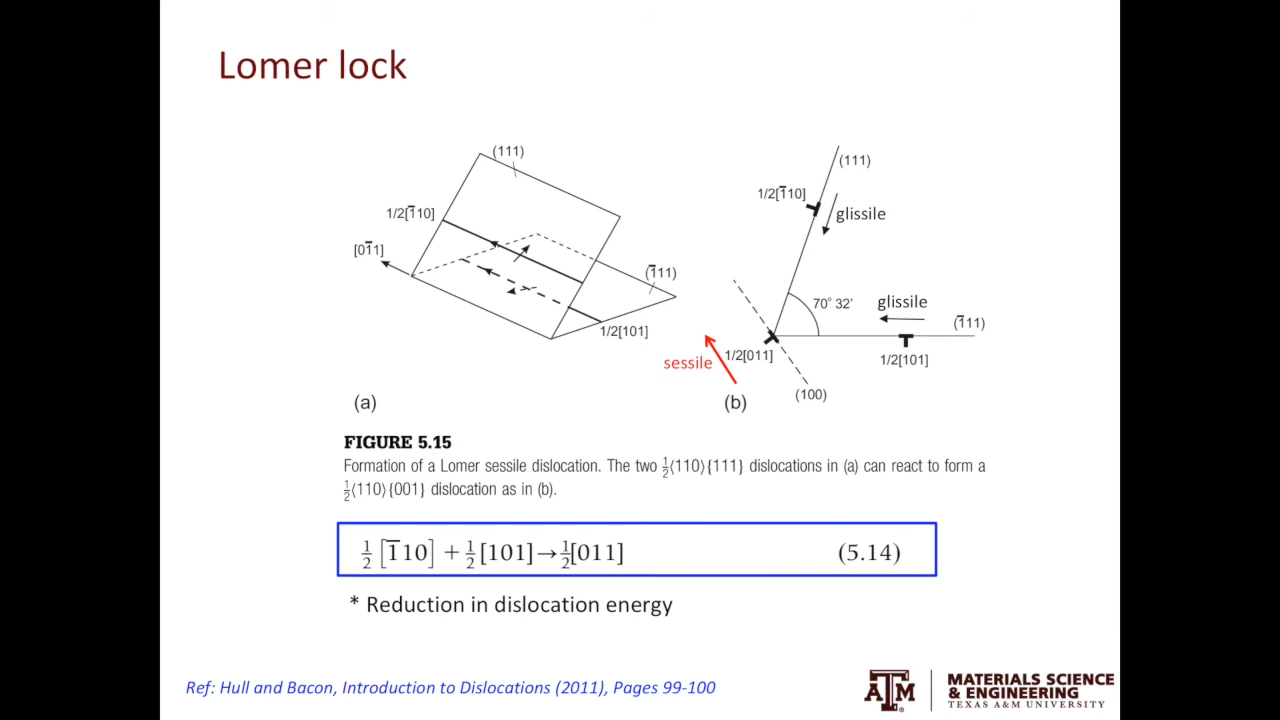 Lomer lock
(111)
1/2[1̅10]
[01̅1]
(1̅11)
1/2[101]
(a)
(111)
1/2[1̅10]
glissile
70° 32'
glissile
(1̅11)
1/2[101]
1/2[011]
sessile
(100)
(b)
FIGURE 5.15
Formation of a Lomer sessile dislocation. The two ½⟨110⟩{111} dislocations in (a) can react to form a
½⟨110⟩{001} dislocation as in (b).
½ [1̅10] + ½ [101] → ½[011] (5.14)
* Reduction in dislocation energy
Ref: Hull and Bacon, Introduction to Dislocations (2011), Pages 99-100
ATM®
MATERIALS SCIENCE
& ENGINEERING
TEXAS A&M UNIVERSITY